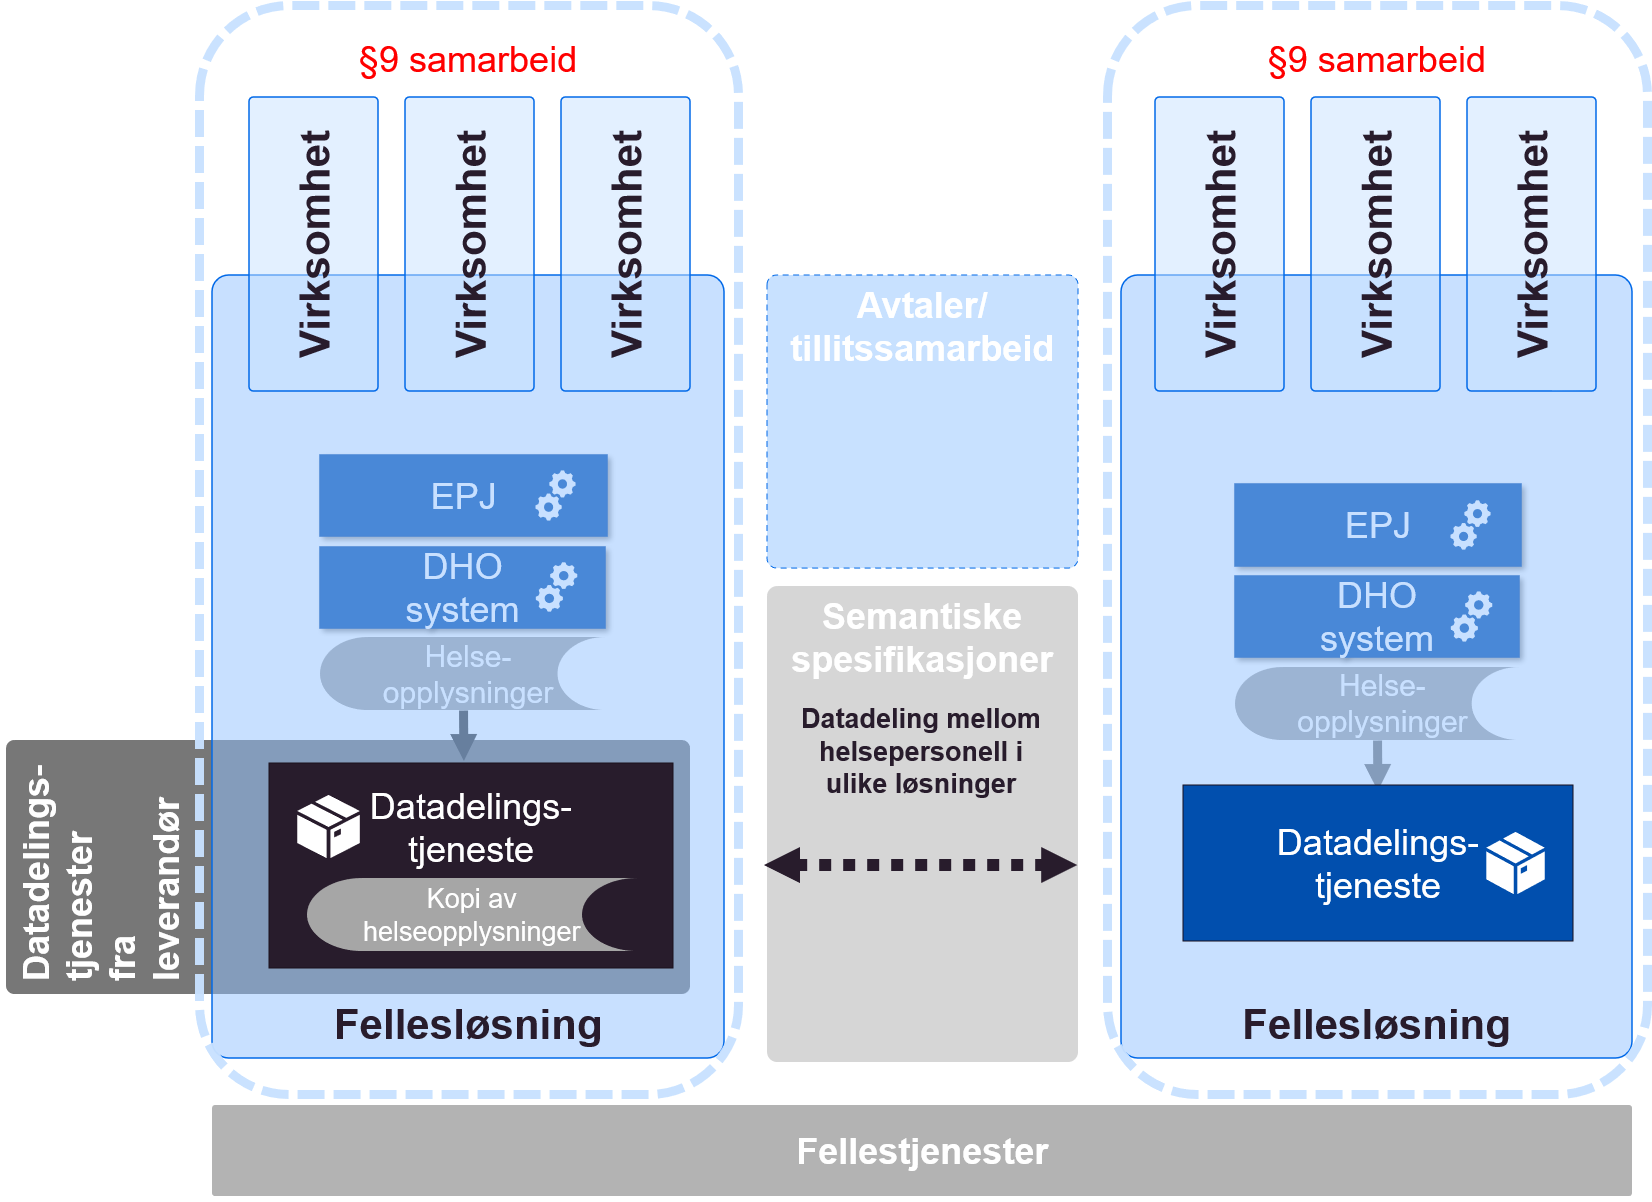 §9 samarbeid
Virksomhet
Virksomhet
Virksomhet
EPJ
DHO
system
Helse-
opplysninger
Datadelings-
tjenester
fra
leverandør
Datadelings-
tjeneste
Kopi av
helseopplysninger
Fellesløsning
Avtaler/
tillitssamarbeid
Semantiske
spesifikasjoner
Datadeling mellom
helsepersonell i
ulike løsninger
§9 samarbeid
Virksomhet
Virksomhet
Virksomhet
EPJ
DHO
system
Helse-
opplysninger
Datadelings-
tjeneste
Fellesløsning
Fellestjenester